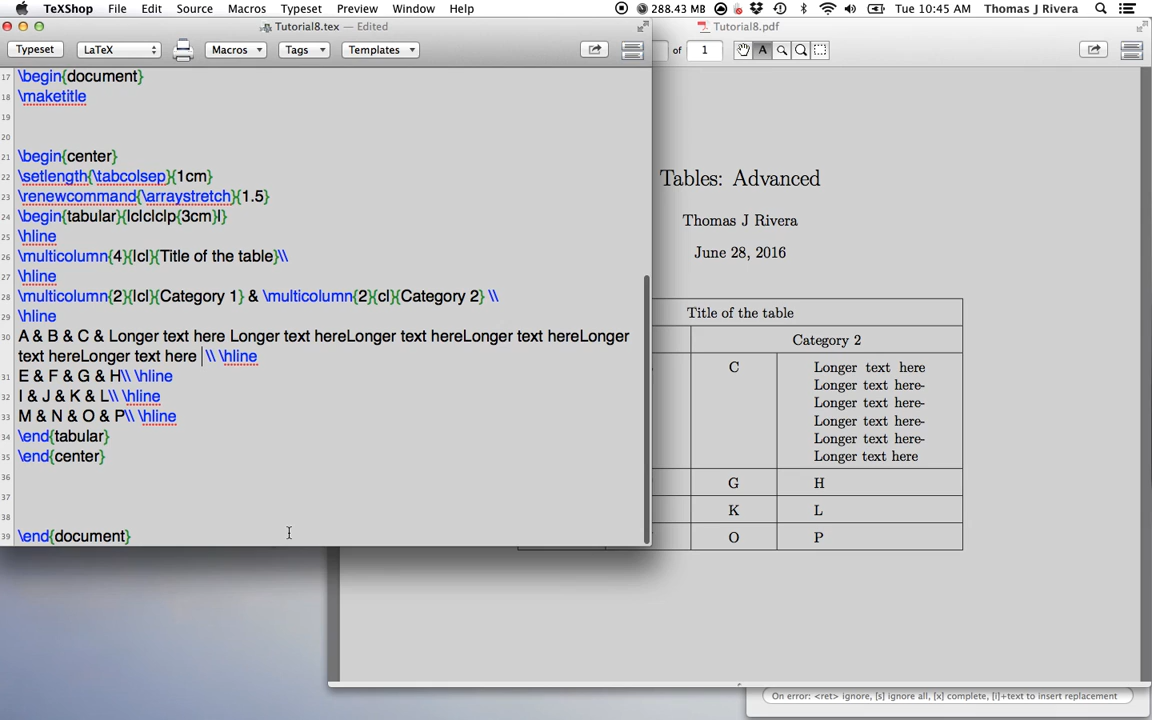 TeXShop File Edit Source Macros Typeset Preview Window Help 288.43 MB Tue 10:45 AM Thomas J Rivera
Tutorial8.tex — Edited
Typeset LaTeX Macros Tags Templates
17 \begin{document}
18 \maketitle
19
20
21 \begin{center}
22 \setlength{\tabcolsep}{1cm}
23 \renewcommand{\arraystretch}{1.5}
24 \begin{tabular}{|c|c|c|p{3cm}|}
25 \hline
26 \multicolumn{4}{|c|}{Title of the table}\\
27 \hline
28 \multicolumn{2}{|c|}{Category 1} & \multicolumn{2}{c|}{Category 2} \\
29 \hline
30 A & B & C & Longer text here Longer text hereLonger text hereLonger text hereLonger
text hereLonger text here \\ \hline
31 E & F & G & H\\ \hline
32 I & J & K & L\\ \hline
33 M & N & O & P\\ \hline
34 \end{tabular}
35 \end{center}
36
37
38
39 \end{document}
Tutorial8.pdf
of 1
Tables: Advanced
Thomas J Rivera
June 28, 2016
Title of the table
Category 2
C Longer text here
Longer text here-
Longer text here-
Longer text here-
Longer text here-
Longer text here
G H
K L
O P
On error: <ret> ignore, [s] ignore all, [x] complete, [i]+text to insert replacement